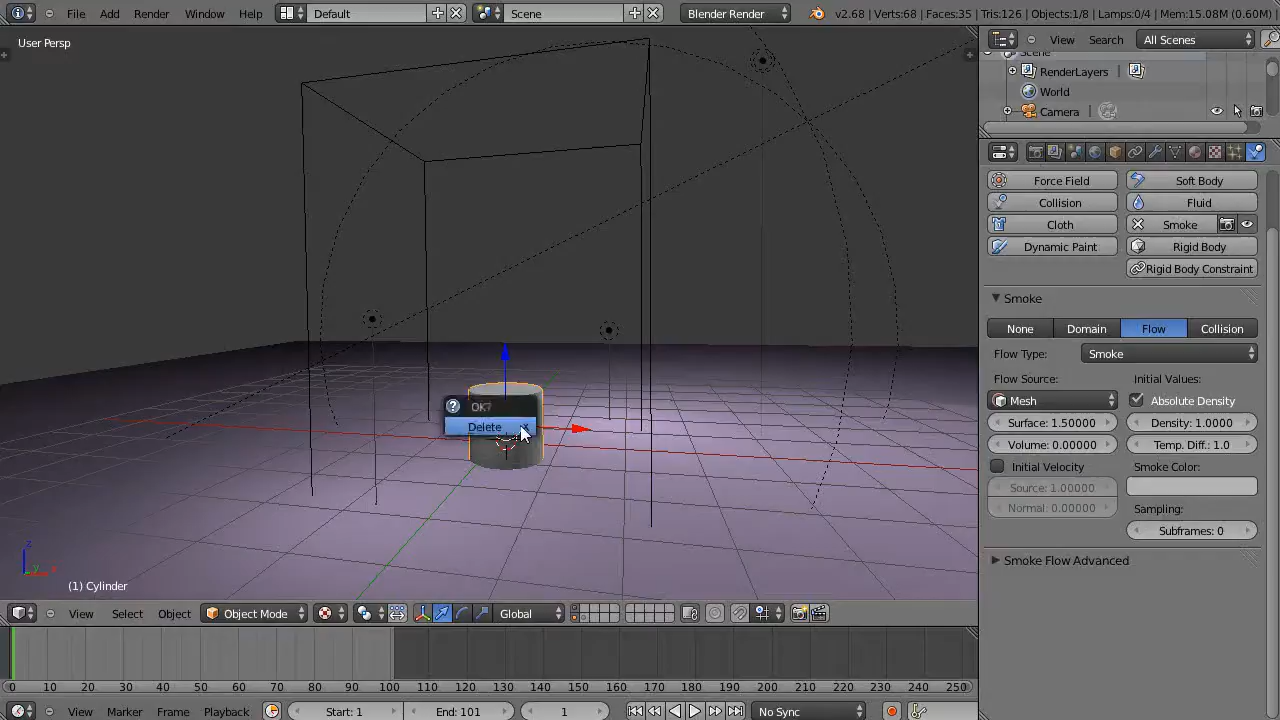 File Add Render Window Help Default Scene Blender Render v2.68 | Verts:68 | Faces:35 | Tris:126 | Objects:1/8 | Lamps:0/4 | Mem:15.08M (0.60M)
User Persp
View Search All Scenes
Scene
RenderLayers
World
Camera
Force Field Soft Body
Collision Fluid
Cloth Smoke
Dynamic Paint Rigid Body
Rigid Body Constraint
Smoke
None Domain Flow Collision
Flow Type: Smoke
Flow Source: Initial Values:
Mesh Absolute Density
Surface: 1.50000 Density: 1.0000
Volume: 0.00000 Temp. Diff.: 1.0
Initial Velocity Smoke Color:
Source: 1.00000
Normal: 0.00000 Sampling:
Subframes: 0
Smoke Flow Advanced
OK?
Delete
z
y x
(1) Cylinder
View Select Object Object Mode Global
0 10 20 30 40 50 60 70 80 90 100 110 120 130 140 150 160 170 180 190 200 210 220 230 240 250
View Marker Frame Playback Start: 1 End: 101 1 No Sync